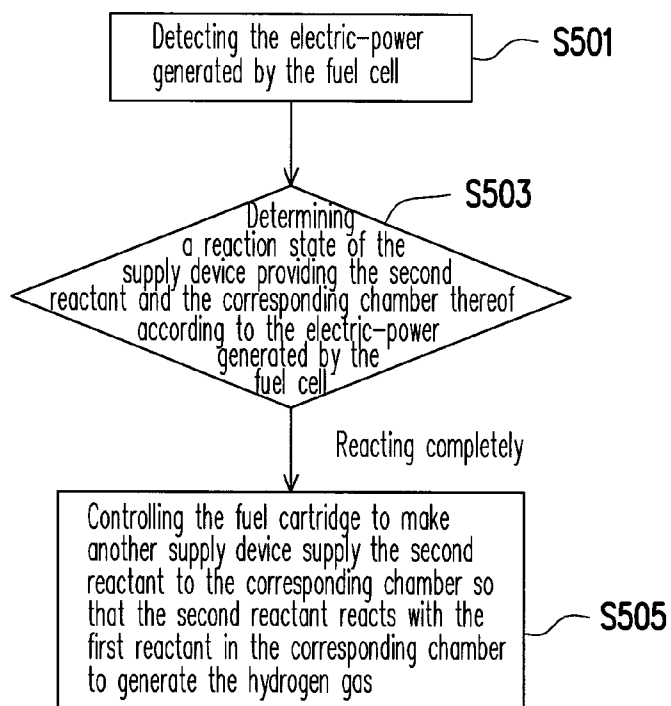 Detecting the electric-power
generated by the fuel cell
S501
S503
Determining
a reaction state of the
supply device providing the second
reactant and the corresponding chamber thereof
according to the electric-power
generated by the
fuel cell
Reacting completely
Controlling the fuel cartridge to make
another supply device supply the second
reactant to the corresponding chamber so
that the second reactant reacts with the
first reactant in the corresponding chamber
to generate the hydrogen gas
S505